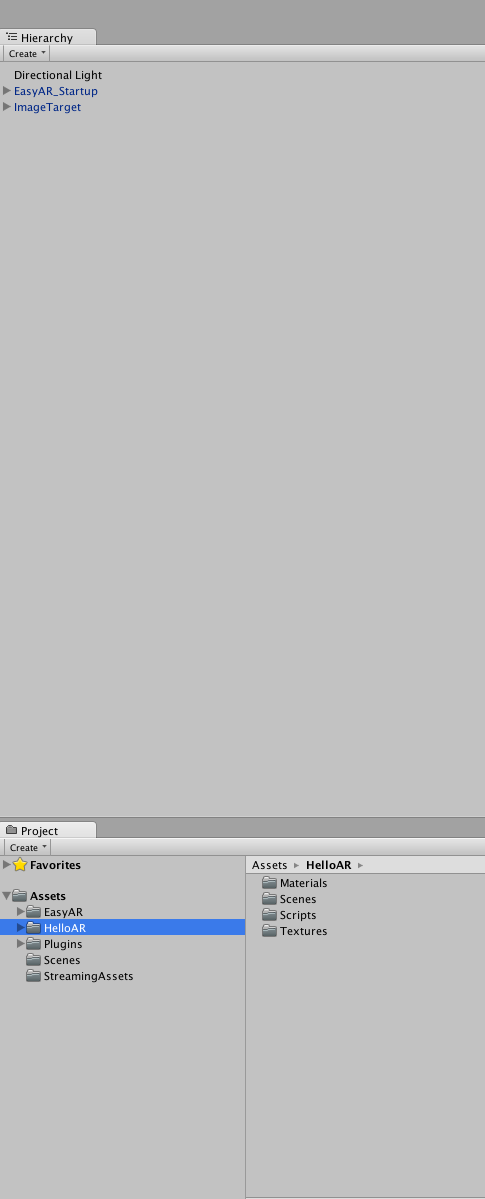 Hierarchy
Create
Directional Light
EasyAR_Startup
ImageTarget
Project
Create
Favorites
Assets
EasyAR
HelloAR
Plugins
Scenes
StreamingAssets
Assets HelloAR
Materials
Scenes
Scripts
Textures